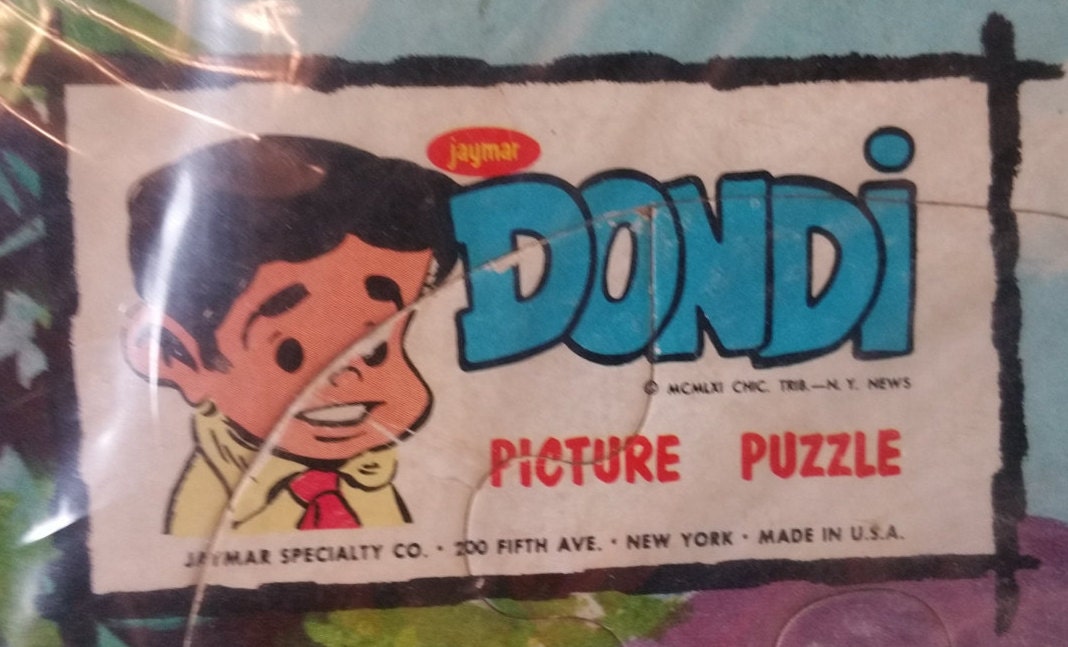 jaymar
DONDi
© MCMLXI CHIC. TRIB.—N. Y. NEWS
PICTURE PUZZLE
JAYMAR SPECIALTY CO. • 200 FIFTH AVE. • NEW YORK • MADE IN U.S.A.